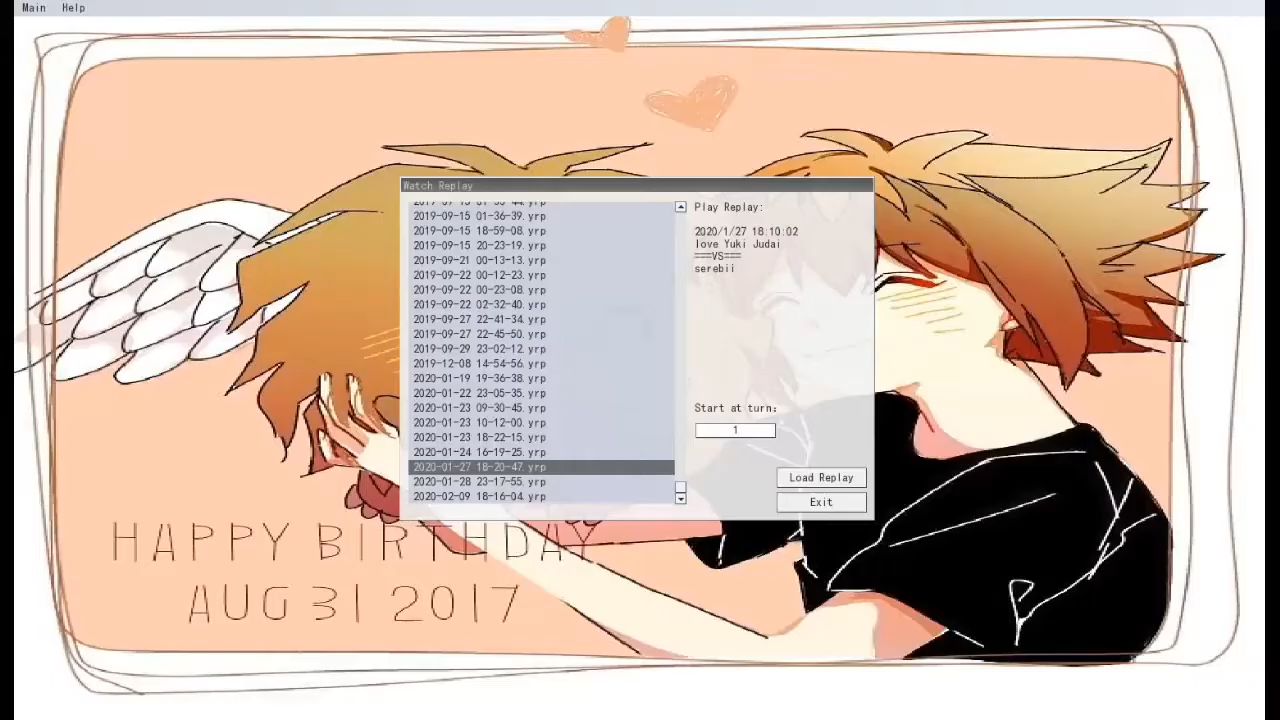 Main Help
Watch Replay
2019-09-15 01-35-44.yrp
2019-09-15 01-36-39.yrp
2019-09-15 18-59-08.yrp
2019-09-15 20-23-19.yrp
2019-09-21 00-13-13.yrp
2019-09-22 00-12-23.yrp
2019-09-22 00-23-08.yrp
2019-09-22 02-32-40.yrp
2019-09-27 22-41-34.yrp
2019-09-27 22-45-50.yrp
2019-09-29 23-02-12.yrp
2019-12-08 14-54-56.yrp
2020-01-19 19-36-38.yrp
2020-01-22 23-05-35.yrp
2020-01-23 09-30-45.yrp
2020-01-23 10-12-00.yrp
2020-01-23 18-22-15.yrp
2020-01-24 16-19-25.yrp
2020-01-27 18-20-47.yrp
2020-01-28 23-17-55.yrp
2020-02-09 18-16-04.yrp
Play Replay:
2020/1/27 18:10:02
love Yuki Judai
===VS===
serebii
Start at turn:
1
Load Replay
Exit
HAPPY BIRTHDAY
AUG 31 2017